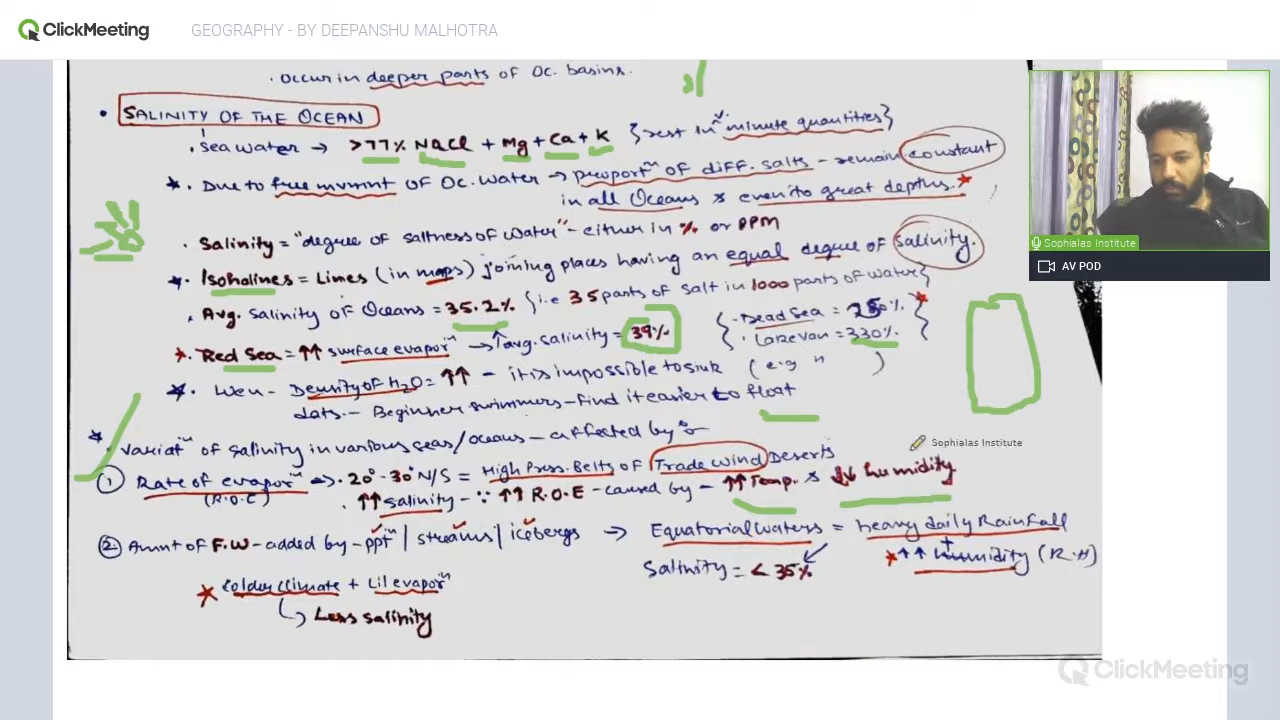 ClickMeeting
GEOGRAPHY - BY DEEPANSHU MALHOTRA
. Occur in deeper parts of Oc. basins.
• SALINITY OF THE OCEAN
. Sea water → >77% NaCl + Mg + Ca + K {rest in minute quantities}
* . Due to free mvmnt of Oc. Water → proportn of diff. salts - remain constant
in all Oceans & even to great depths. *
. Salinity = "degree of saltness of water" - either in % or PPM
* . Isohalines = Limes (in maps) joining places having an equal degree of Salinity.
. Avg. Salinity of Oceans = 35.2% {i.e 35 parts of salt in 1000 parts of water}
* . Red Sea = ↑↑ surface evaporn → ↑avg. salinity = 39%
{ . Dead Sea = 250%. *
. Lake Van = 330%. }
* . Wen - Density of H2O = ↑↑ - it is impossible to sink (e.g " )
dats. - Beginner swimmers - find it easier to float
* . Variatn of salinity in various seas/oceans - affected by :-
Sophialas Institute
① Rate of evaporn → . 20° - 30° N/S = High Press. Belts of Trade wind Deserts
(R.O.E) . ↑↑ Salinity - ∵ ↑↑ R.O.E - caused by - ↑↑ Temp. & ↓↓ humidity
② Amnt of F.W - added by - pptn | streams | icebergs → Equatorial Waters = heavy daily RainFall
+
Salinity = < 35% * ↑↑ humidity (R.H)
* Colder climate + Lil evaporn
↳ Less salinity
Sophialas Institute
AV POD
ClickMeeting